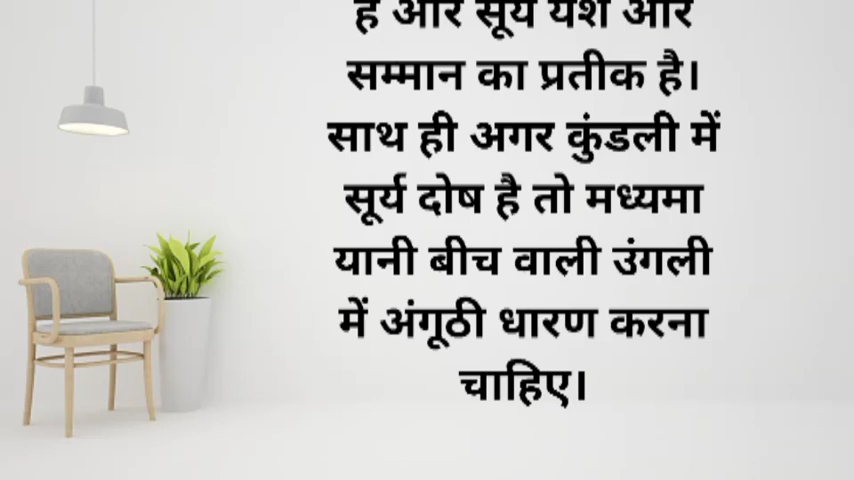 है और सूर्य यश और
सम्मान का प्रतीक है।
साथ ही अगर कुंडली में
सूर्य दोष है तो मध्यमा
यानी बीच वाली उंगली
में अंगूठी धारण करना
चाहिए।